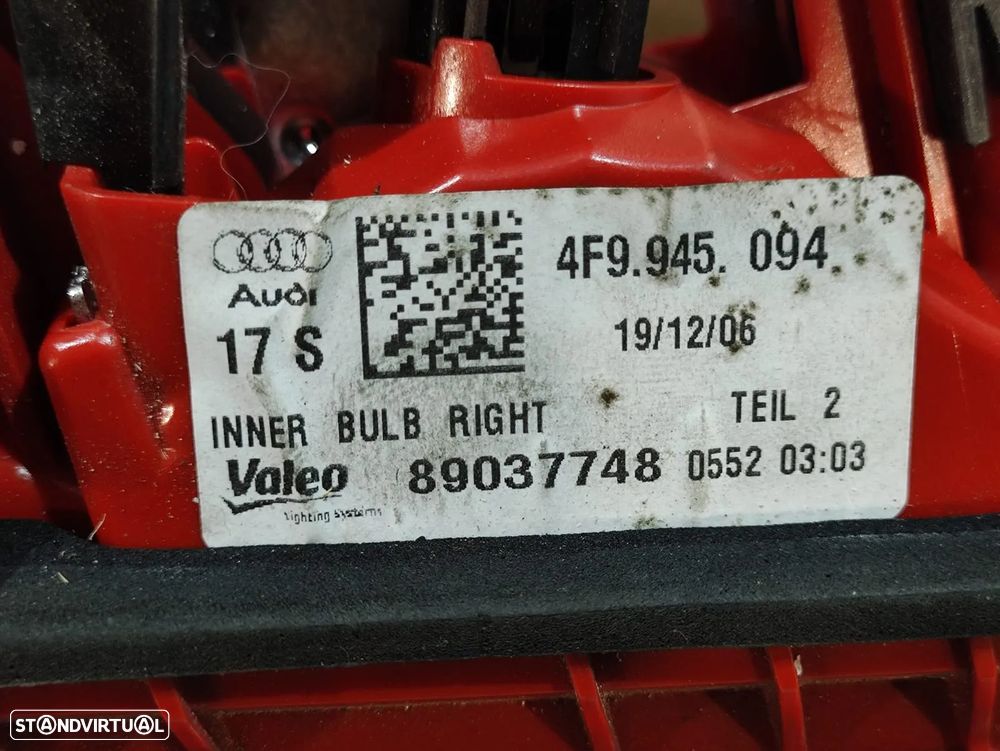 4F9.945. 094
Audi
19/12/06
17 S
INNER BULB RIGHT TEIL 2
Valeo 89037748 0552 03:03
Lighting Systems
STANDVIRTUAL